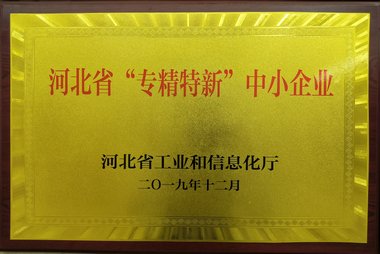 河北省“专精特新”中小企业
河北省工业和信息化厅
二〇一九年十二月